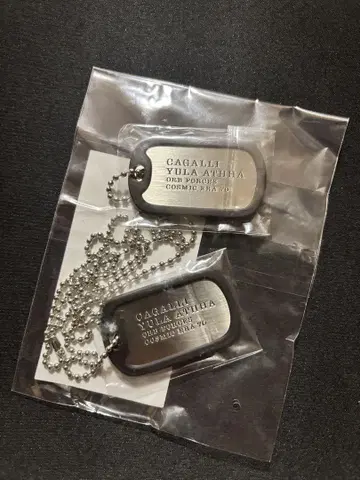 CAGALLI
YULA ATHHA
ORB FORCES
COSMIC ERA 70
CAGALLI
YULA ATHHA
ORB FORCES
COSMIC ERA 70